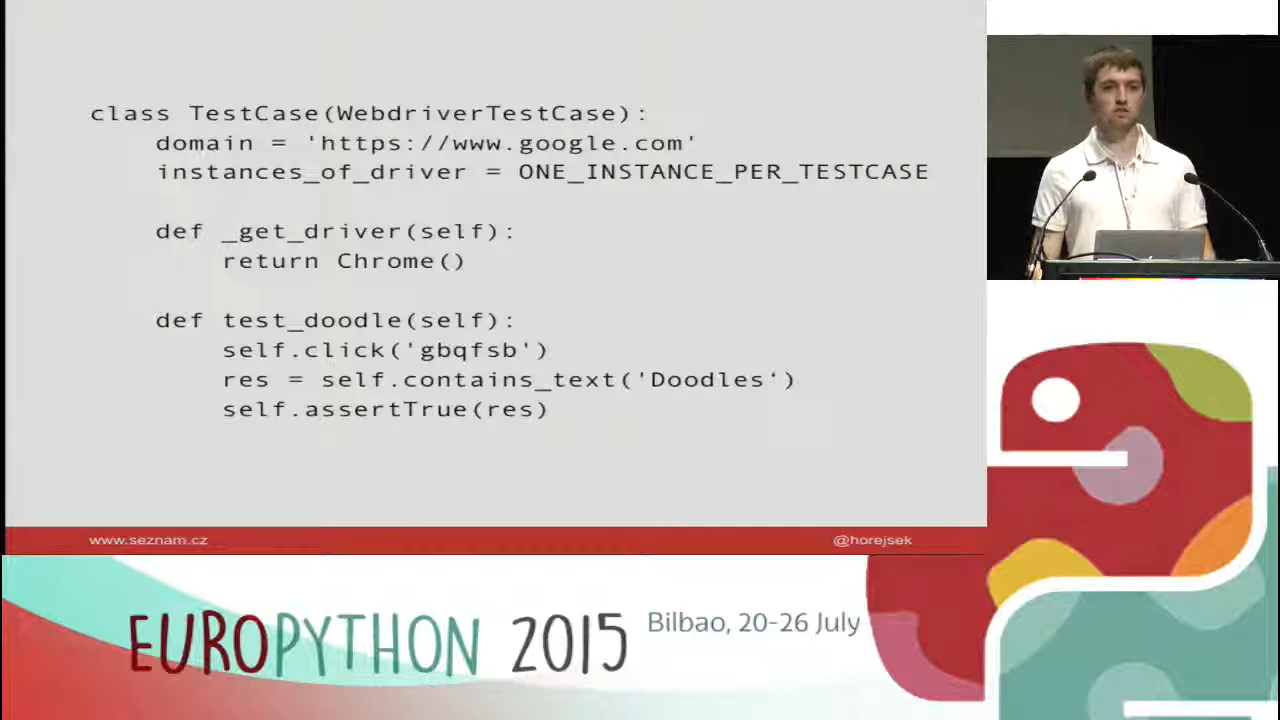 class TestCase(WebdriverTestCase):
domain = 'https://www.google.com'
instances_of_driver = ONE_INSTANCE_PER_TESTCASE
def _get_driver(self):
return Chrome()
def test_doodle(self):
self.click('gbqfsb')
res = self.contains_text('Doodles‘)
self.assertTrue(res)
www.seznam.cz
@horejsek
EUROPYTHON 2015
Bilbao, 20-26 July